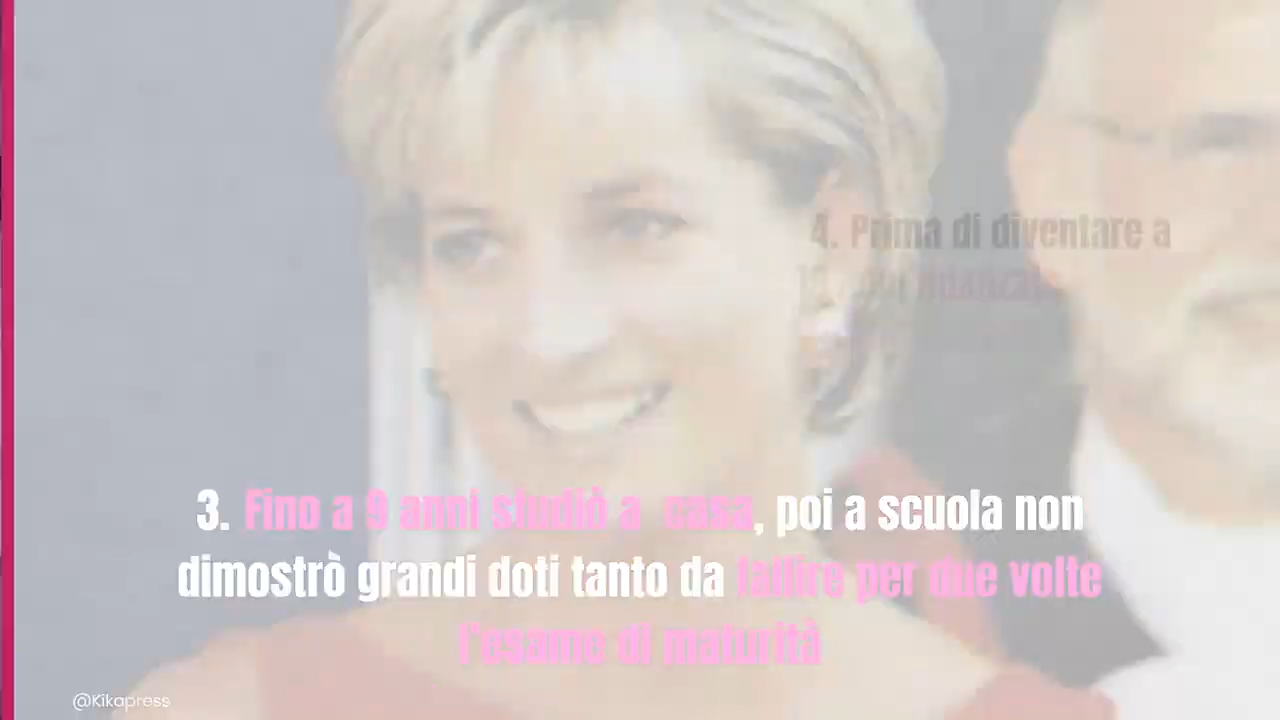 4. Prima di diventare a
3. Fino a 9 anni studiò a casa, poi a scuola non
dimostrò grandi doti tanto da fallire per due volte
l'esame di maturità
@Kikapress